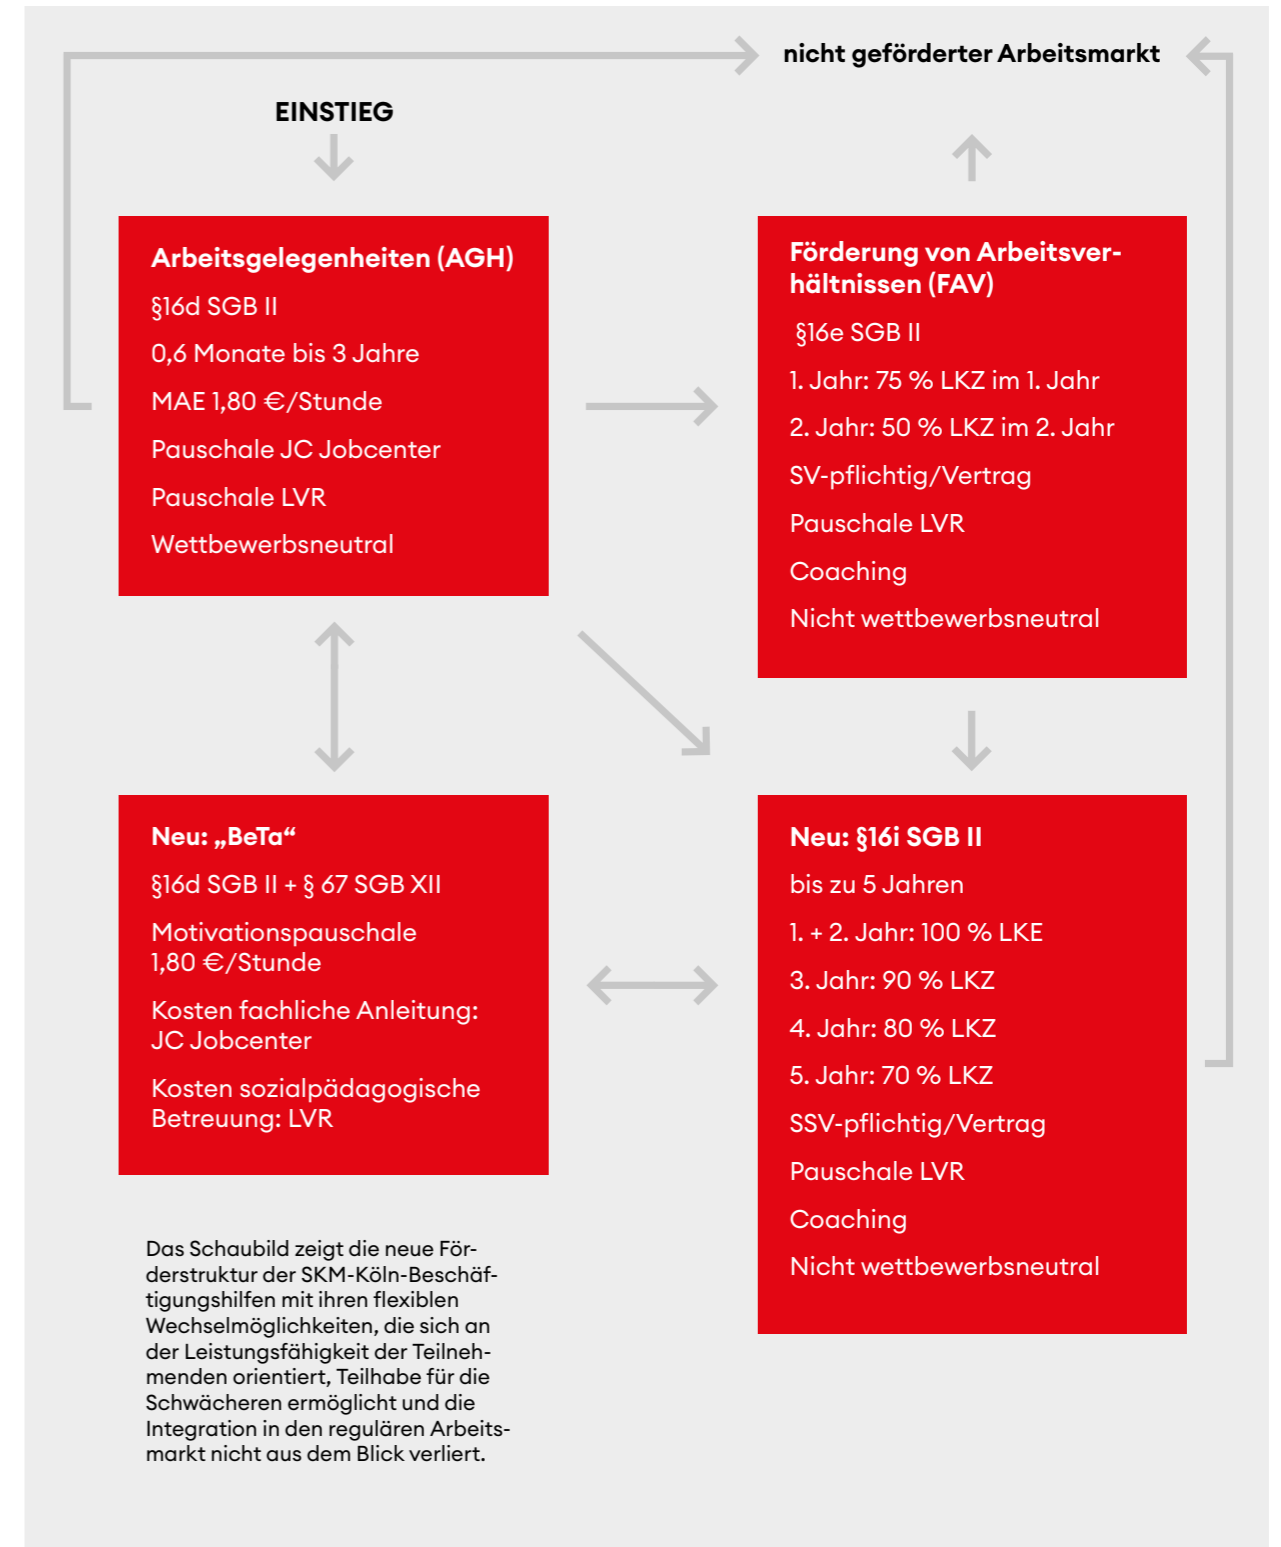 nicht geförderter Arbeitsmarkt
EINSTIEG
Arbeitsgelegenheiten (AGH)
§16d SGB II
0,6 Monate bis 3 Jahre
MAE 1,80 €/Stunde
Pauschale JC Jobcenter
Pauschale LVR
Wettbewerbsneutral
Förderung von Arbeitsver-
hältnissen (FAV)
§16e SGB II
1. Jahr: 75 % LKZ im 1. Jahr
2. Jahr: 50 % LKZ im 2. Jahr
SV-pflichtig/Vertrag
Pauschale LVR
Coaching
Nicht wettbewerbsneutral
Neu: „BeTa“
§16d SGB II + § 67 SGB XII
Motivationspauschale
1,80 €/Stunde
Kosten fachliche Anleitung:
JC Jobcenter
Kosten sozialpädagogische
Betreuung: LVR
Neu: §16i SGB II
bis zu 5 Jahren
1. + 2. Jahr: 100 % LKE
3. Jahr: 90 % LKZ
4. Jahr: 80 % LKZ
5. Jahr: 70 % LKZ
SSV-pflichtig/Vertrag
Pauschale LVR
Coaching
Nicht wettbewerbsneutral
Das Schaubild zeigt die neue För-
derstruktur der SKM-Köln-Beschäf-
tigungshilfen mit ihren flexiblen
Wechselmöglichkeiten, die sich an
der Leistungsfähigkeit der Teilneh-
menden orientiert, Teilhabe für die
Schwächeren ermöglicht und die
Integration in den regulären Arbeits-
markt nicht aus dem Blick verliert.